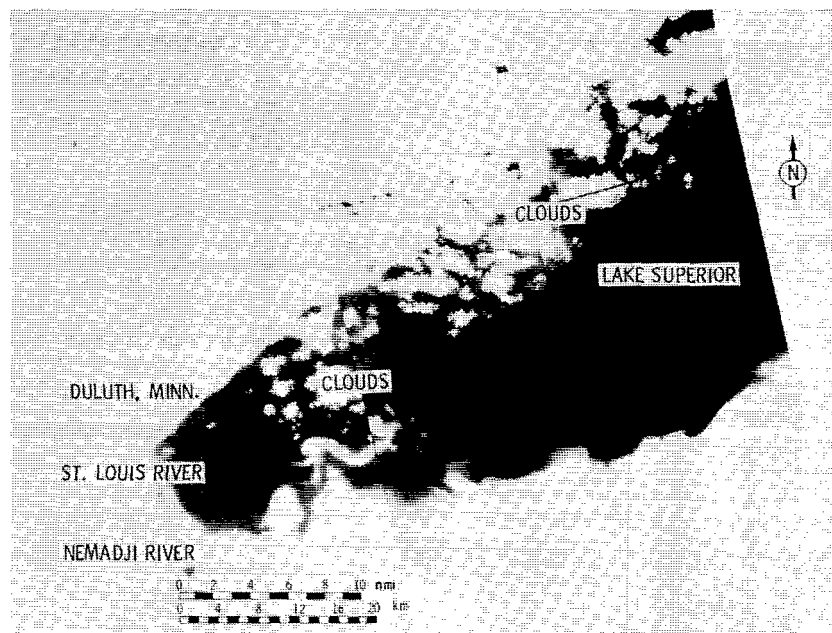 N
CLOUDS
LAKE SUPERIOR
DULUTH, MINN.
CLOUDS
ST. LOUIS RIVER
NEMADJI RIVER
0 2 4 6 8 10 nmi
0 4 8 12 16 20 km